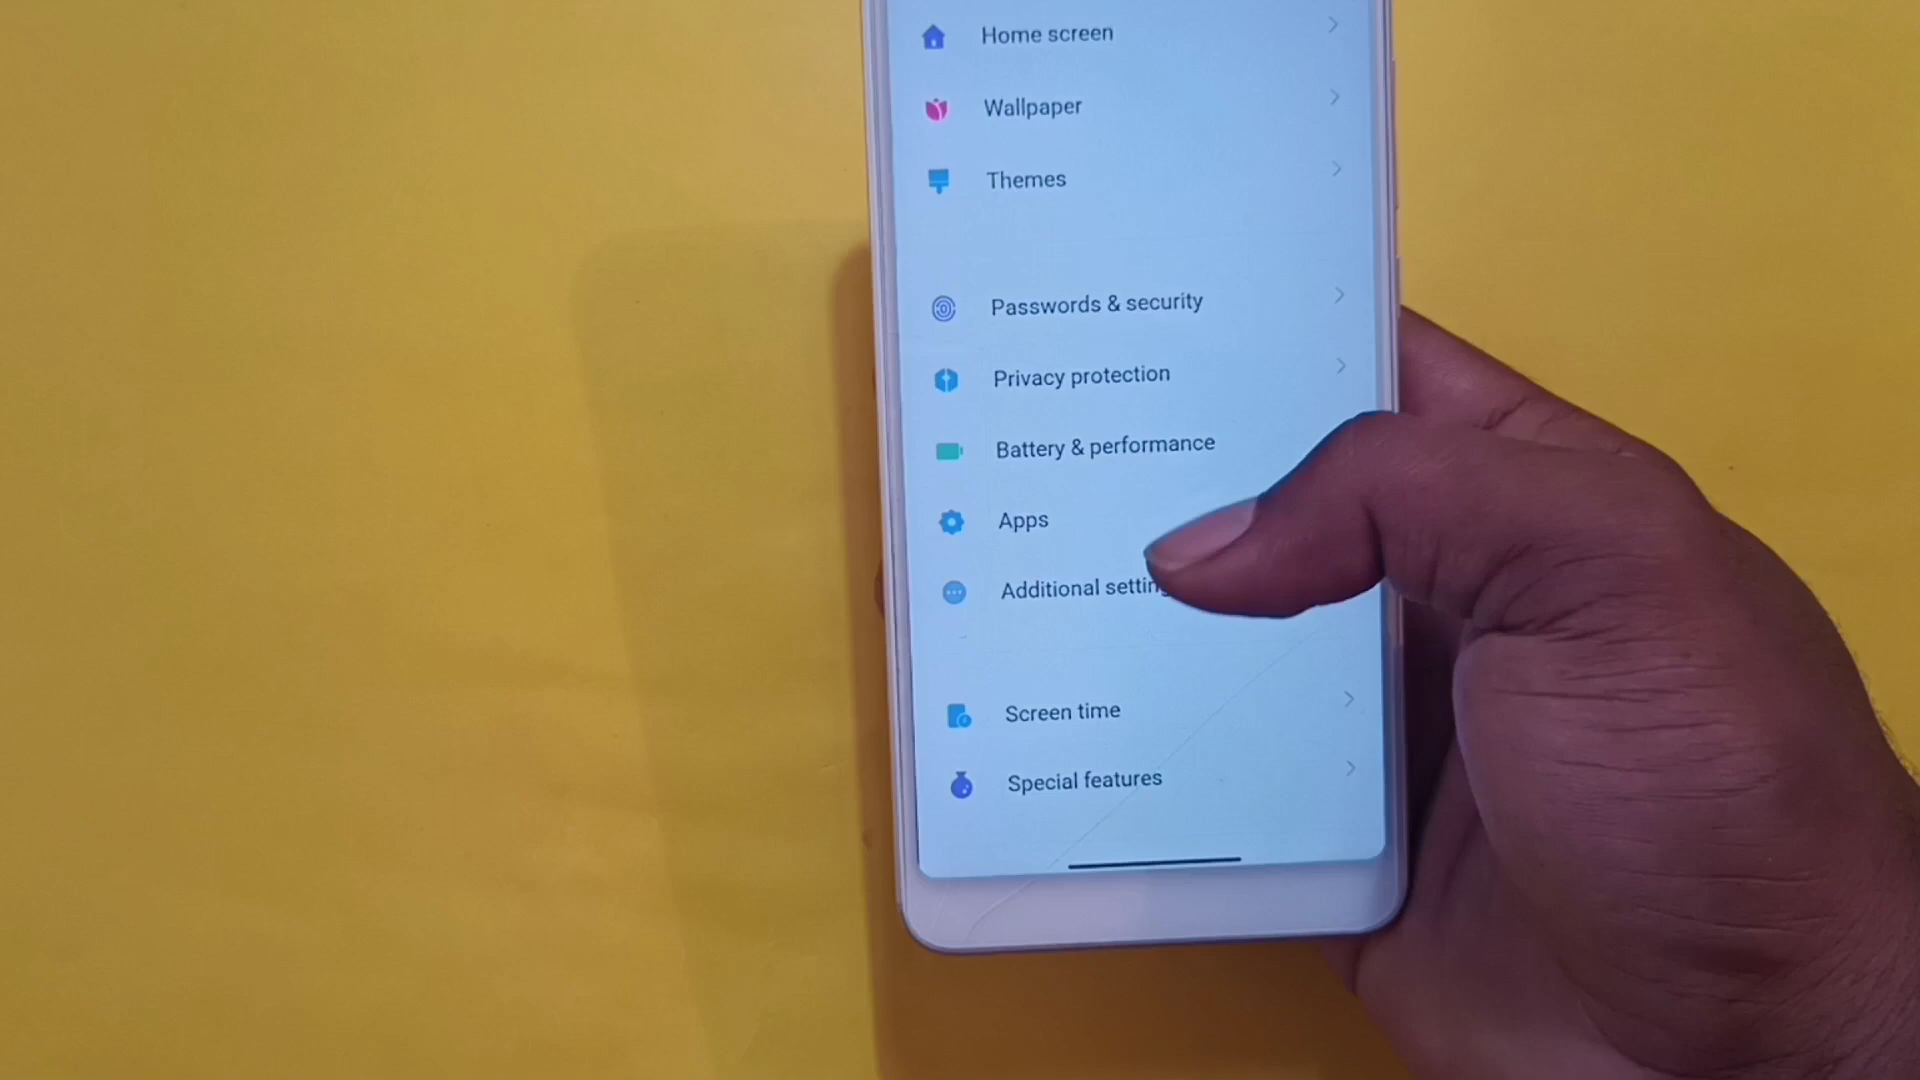 Home screen
Wallpaper
Themes
Passwords & security
Privacy protection
Battery & performance
Apps
Additional settin
Screen time
Special features